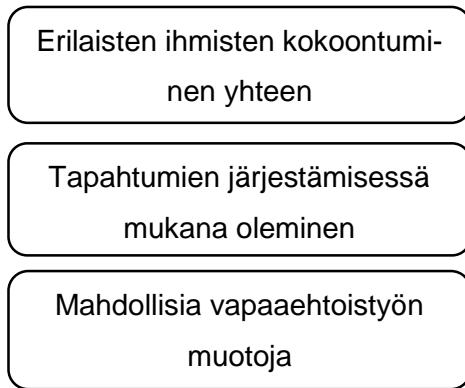 Erilaisten ihmisten kokoontumi-
nen yhteen
Tapahtumien järjestämisessä
mukana oleminen
Mahdollisia vapaaehtoistyön
muotoja